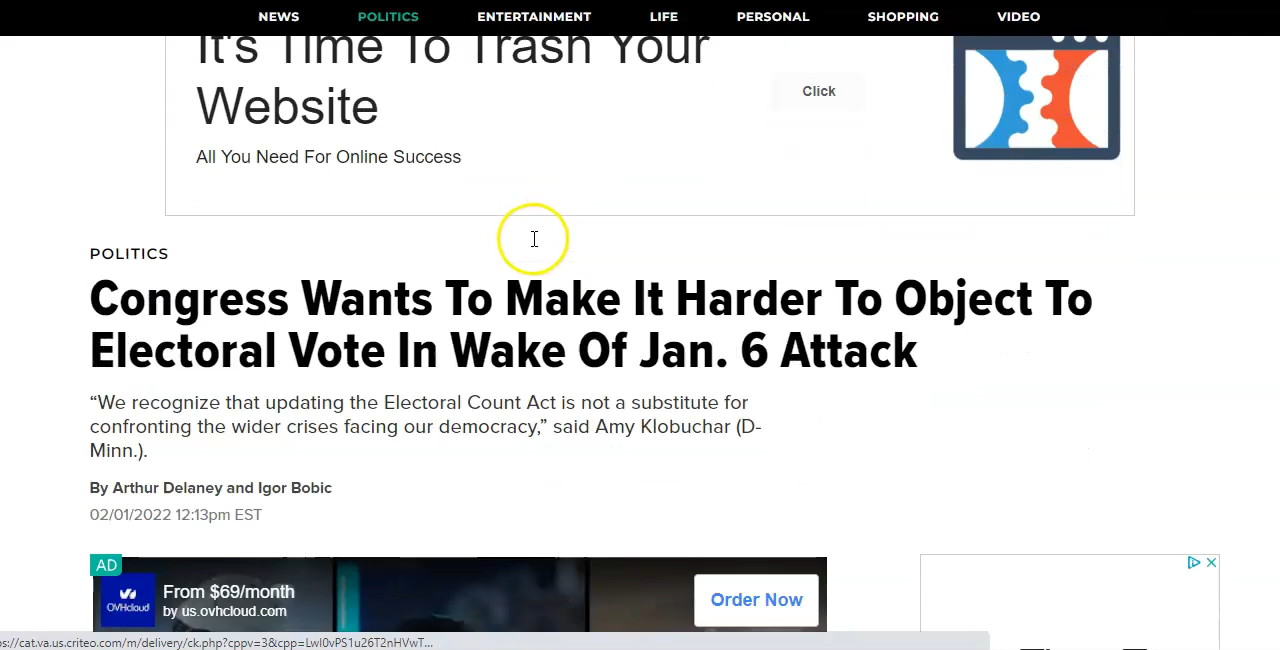 NEWS POLITICS ENTERTAINMENT LIFE PERSONAL SHOPPING VIDEO
It's Time To Trash Your
Website
All You Need For Online Success
Click
POLITICS
Congress Wants To Make It Harder To Object To
Electoral Vote In Wake Of Jan. 6 Attack
“We recognize that updating the Electoral Count Act is not a substitute for
confronting the wider crises facing our democracy,” said Amy Klobuchar (D-
Minn.).
By Arthur Delaney and Igor Bobic
02/01/2022 12:13pm EST
AD
OVHcloud
From $69/month
by us.ovhcloud.com
Order Now
ps://cat.va.us.criteo.com/m/delivery/ck.php?cppv=3&cpp=LwI0vPS1u26T2nHVwT...